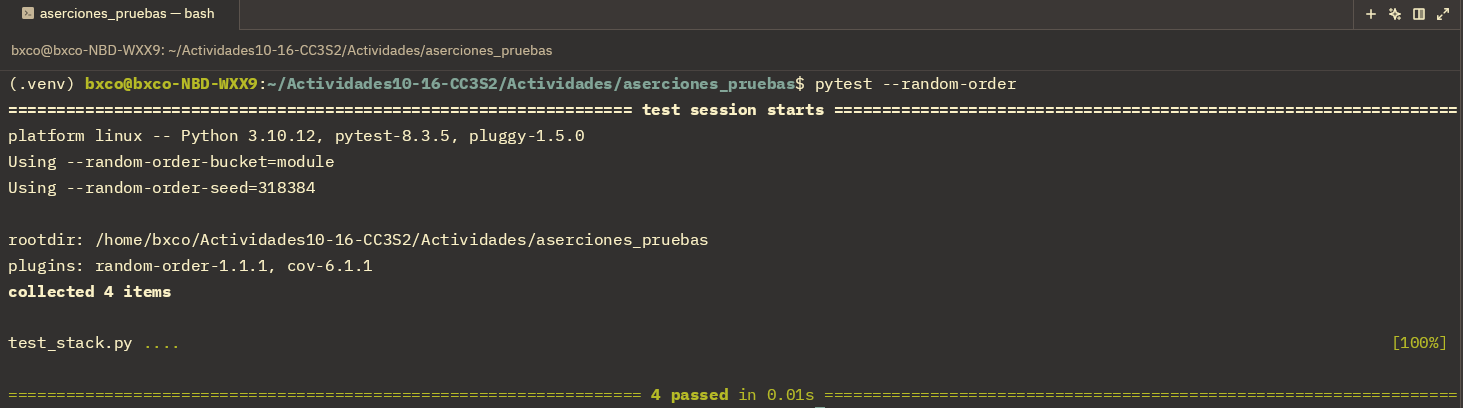 aserciones_pruebas — bash
bxco@bxco-NBD-WXX9: ~/Actividades10-16-CC3S2/Actividades/aserciones_pruebas
(.venv) bxco@bxco-NBD-WXX9:~/Actividades10-16-CC3S2/Actividades/aserciones_pruebas$ pytest --random-order
================================================================= test session starts =================================================================
platform linux -- Python 3.10.12, pytest-8.3.5, pluggy-1.5.0
Using --random-order-bucket=module
Using --random-order-seed=318384
rootdir: /home/bxco/Actividades10-16-CC3S2/Actividades/aserciones_pruebas
plugins: random-order-1.1.1, cov-6.1.1
collected 4 items
test_stack.py .... [100%]
================================================================== 4 passed in 0.01s ==================================================================